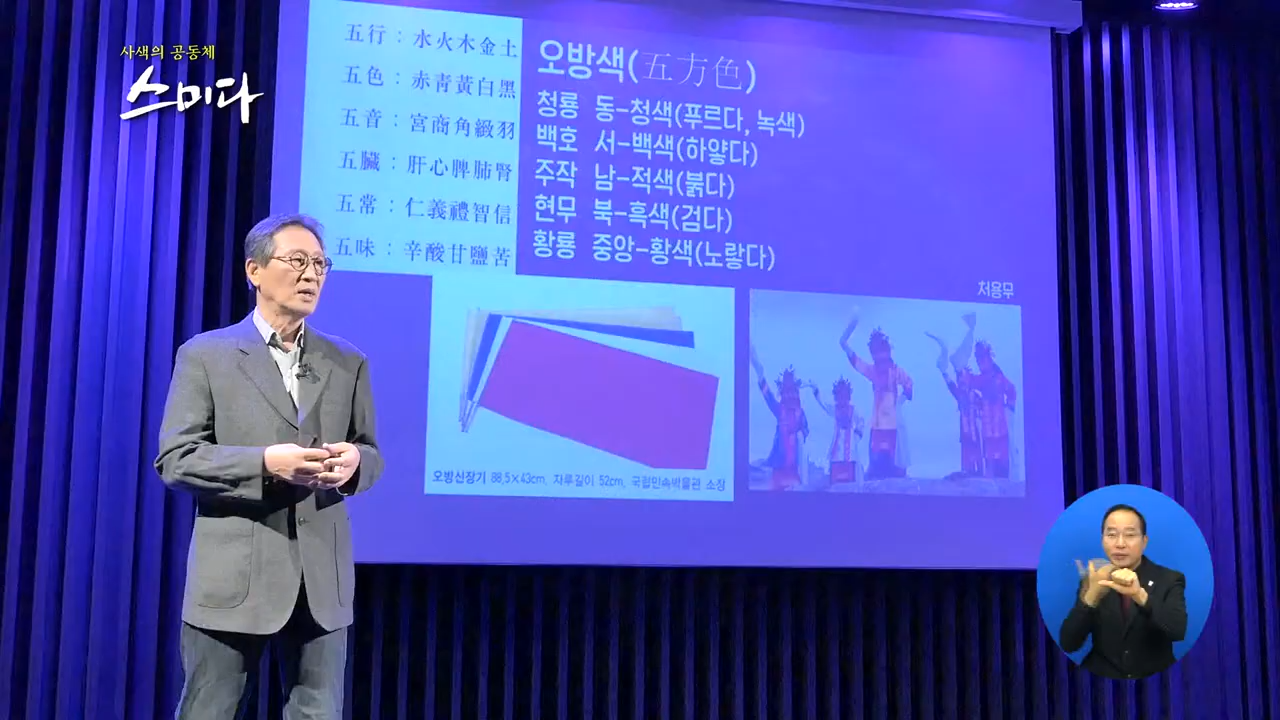 사색의 공동체
스미다
五行 : 水火木金土
五色 : 赤靑黃白黑
五音 : 宮商角緻羽
五臟 : 肝心脾肺腎
五常 : 仁義禮智信
五味 : 辛酸甘鹽苦
오방색(五方色)
청룡 동-청색(푸르다, 녹색)
백호 서-백색(하얗다)
주작 남-적색(붉다)
현무 북-흑색(검다)
황룡 중앙-황색(노랗다)
처용무
오방신장기 88.5×43cm, 자루길이 52cm, 국립민속박물관 소장